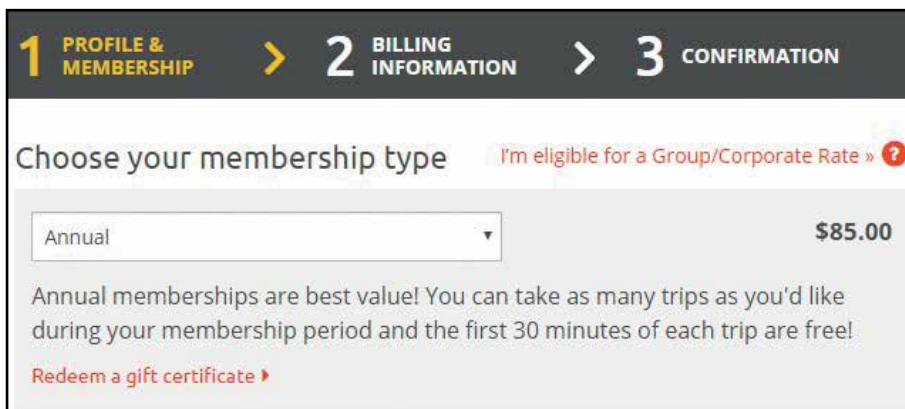 1 PROFILE & MEMBERSHIP > 2 BILLING INFORMATION > 3 CONFIRMATION
Choose your membership type I'm eligible for a Group/Corporate Rate » ?
Annual ▾ $85.00
Annual memberships are best value! You can take as many trips as you'd like
during your membership period and the first 30 minutes of each trip are free!
Redeem a gift certificate ▸